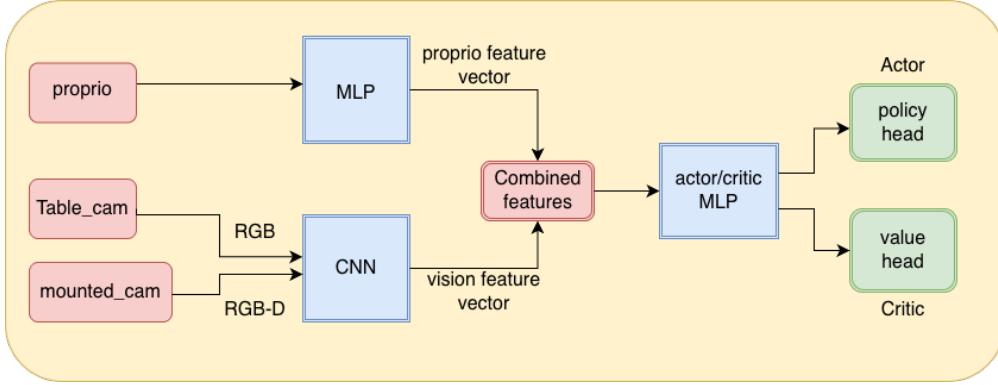 proprio
MLP
proprio feature
vector
Table_cam
RGB
mounted_cam
RGB-D
CNN
vision feature
vector
Combined
features
actor/critic
MLP
Actor
policy
head
value
head
Critic